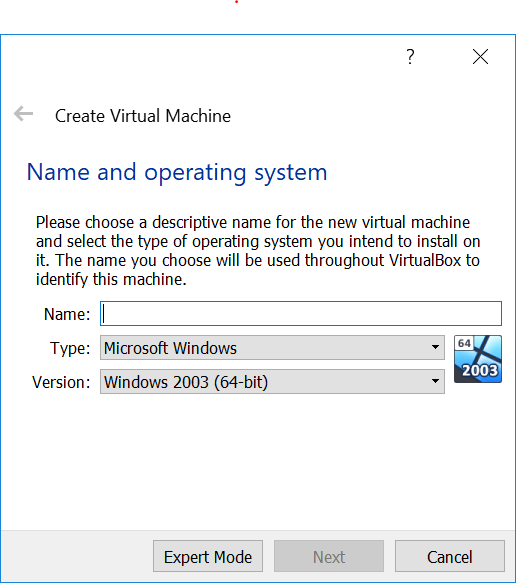 ?
Create Virtual Machine
Name and operating system
Please choose a descriptive name for the new virtual machine
and select the type of operating system you intend to install on
it. The name you choose will be used throughout VirtualBox to
identify this machine.
Name:
Type: Microsoft Windows
64
2003
Version: Windows 2003 (64-bit)
Expert Mode Next Cancel